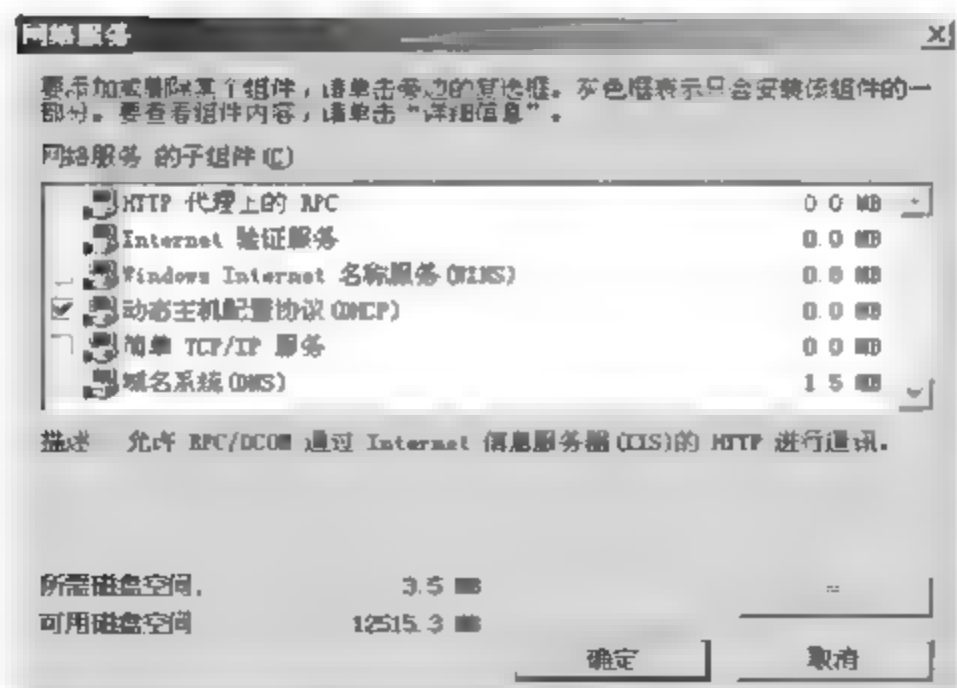 网络服务
要添加或删除某个组件，请单击旁边的复选框。灰色框表示只会安装该组件的一
部分。要查看组件内容，请单击“详细信息”。
网络服务 的子组件(C)
HTTP 代理上的 RPC 0.0 MB
Internet 验证服务 0.0 MB
Windows Internet 名称服务(WINS) 0.0 MB
动态主机配置协议(DHCP) 0.0 MB
简单 TCP/IP 服务 0.0 MB
域名系统(DNS) 1.5 MB
描述 允许 RPC/DCOM 通过 Internet 信息服务器(IIS)的 HTTP 进行通讯。
所需磁盘空间: 3.5 MB
可用磁盘空间 12515.3 MB
确定 取消